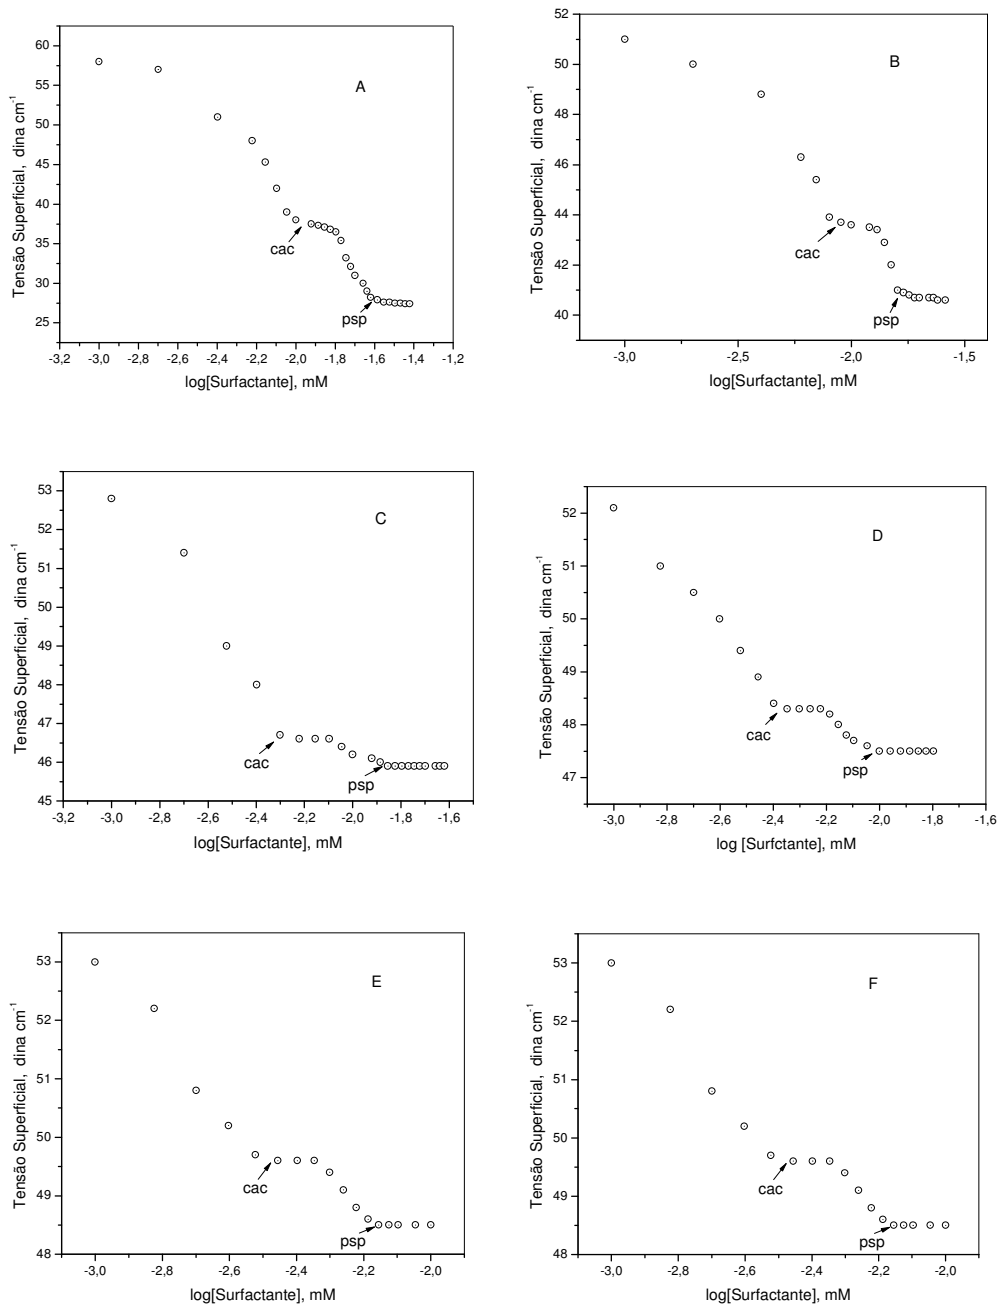 60
55
50
45
40
35
30
25
Tensão Superficial, dina cm-1
A
cac
psp
-3,2 -3,0 -2,8 -2,6 -2,4 -2,2 -2,0 -1,8 -1,6 -1,4 -1,2
log[Surfactante], mM
52
50
48
46
44
42
40
Tensão Superficial, dina cm-1
B
cac
psp
-3,0 -2,5 -2,0 -1,5
log[Surfactante], mM
53
52
51
50
49
48
47
46
45
Tensão Superficial, dina cm-1
C
cac
psp
-3,2 -3,0 -2,8 -2,6 -2,4 -2,2 -2,0 -1,8 -1,6
log[Surfactante], mM
52
51
50
49
48
47
Tensão Superficial, dina cm-1
D
cac
psp
-3,0 -2,8 -2,6 -2,4 -2,2 -2,0 -1,8 -1,6
log [Surfctante], mM
53
52
51
50
49
48
Tensão Superficial, dina cm-1
E
cac
psp
-3,0 -2,8 -2,6 -2,4 -2,2 -2,0
log[Surfactante], mM
53
52
51
50
49
48
Tensão Superficial, dina cm-1
F
cac
psp
-3,0 -2,8 -2,6 -2,4 -2,2 -2,0
log[Surfactante], mM